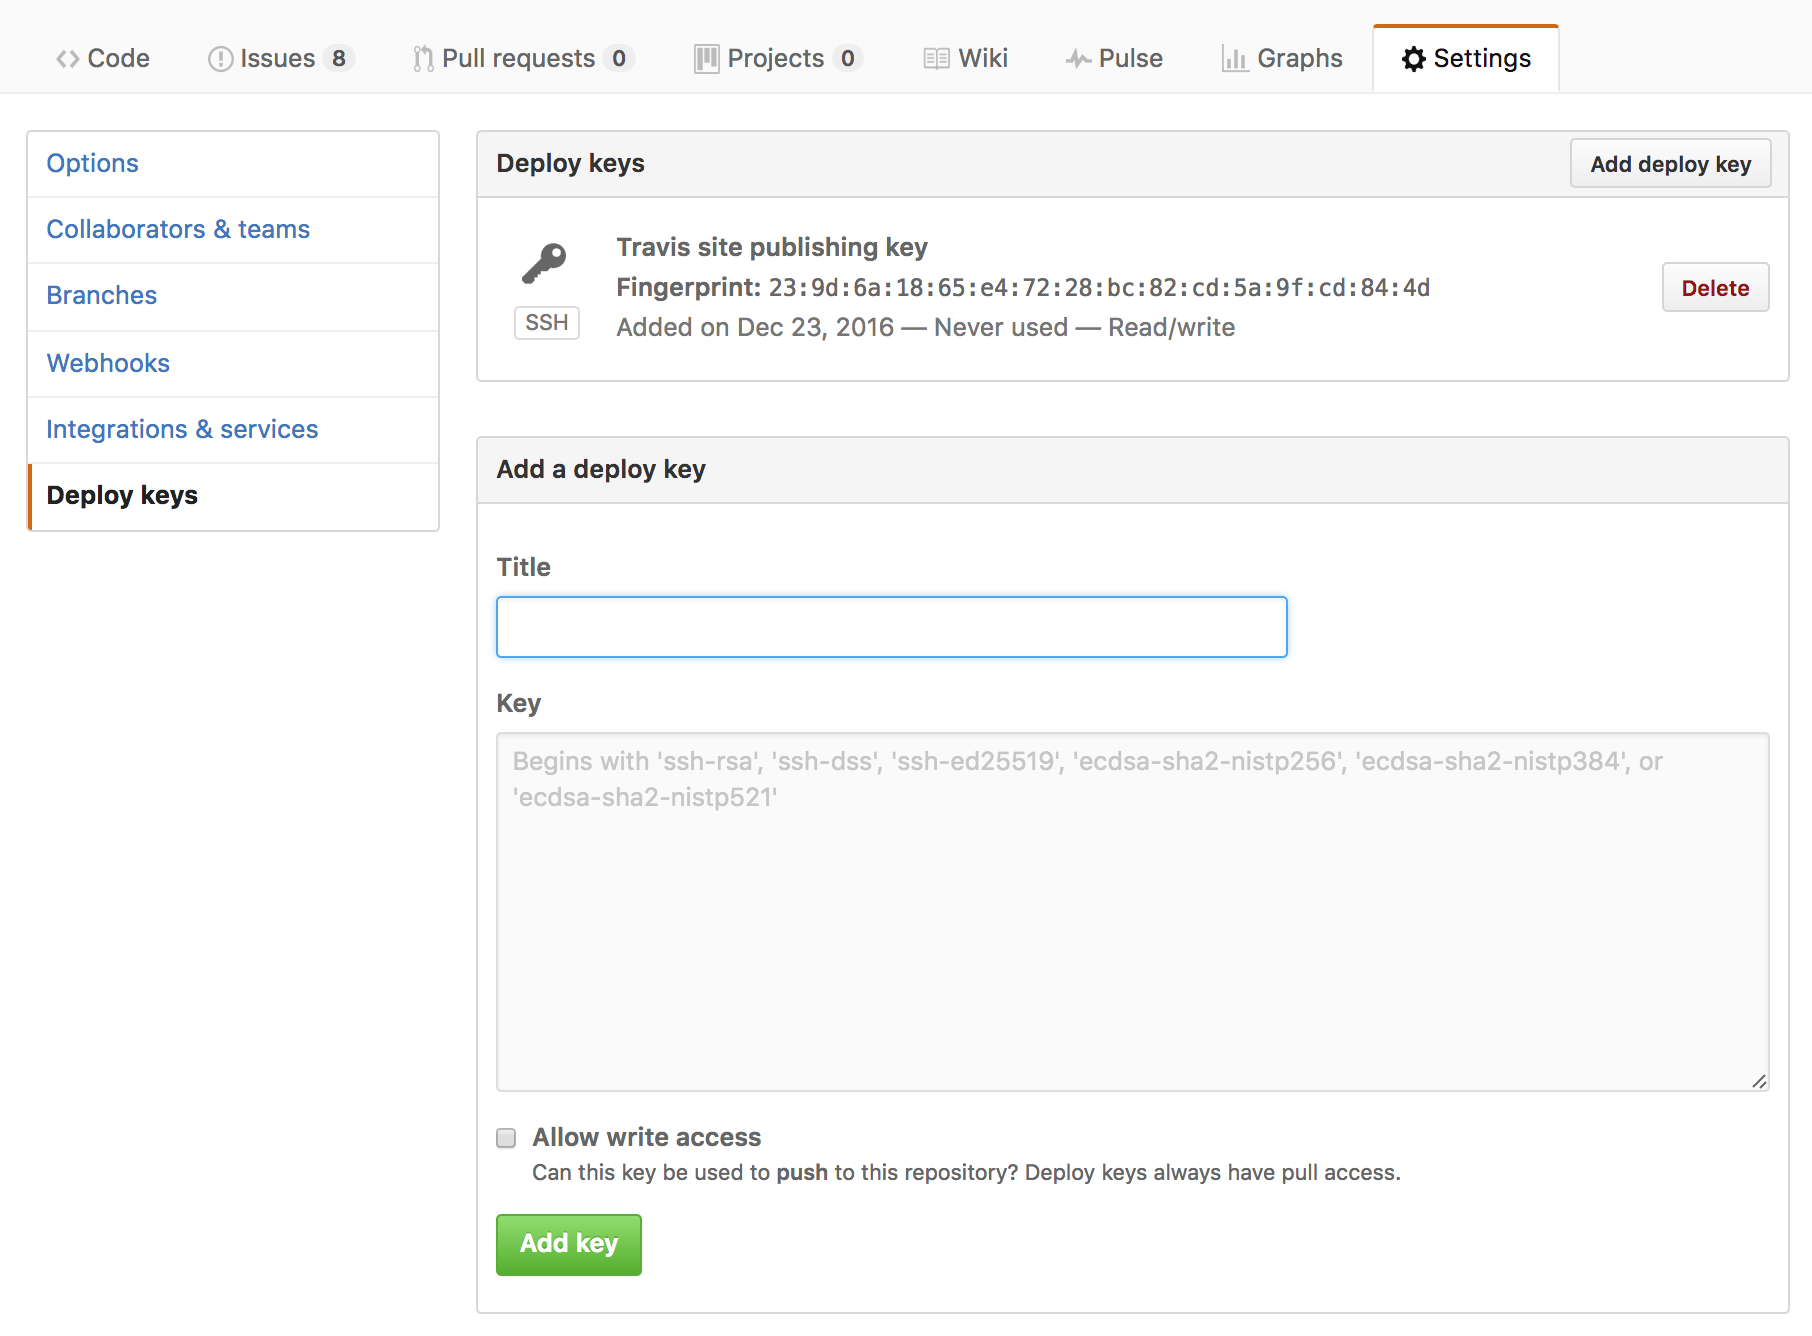 Code Issues 8 Pull requests 0 Projects 0 Wiki Pulse Graphs Settings
Options
Collaborators & teams
Branches
Webhooks
Integrations & services
Deploy keys
Deploy keys Add deploy key
Travis site publishing key
Fingerprint: 23:9d:6a:18:65:e4:72:28:bc:82:cd:5a:9f:cd:84:4d
SSH
Added on Dec 23, 2016 — Never used — Read/write
Delete
Add a deploy key
Title
Key
Begins with 'ssh-rsa', 'ssh-dss', 'ssh-ed25519', 'ecdsa-sha2-nistp256', 'ecdsa-sha2-nistp384', or
'ecdsa-sha2-nistp521'
Allow write access
Can this key be used to push to this repository? Deploy keys always have pull access.
Add key